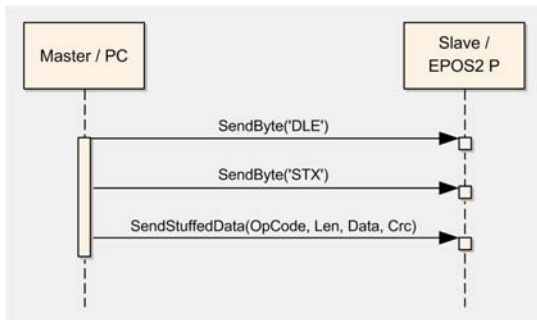 Master / PC
Slave /
EPOS2 P
SendByte('DLE')
SendByte('STX')
SendStuffedData(OpCode, Len, Data, Crc)